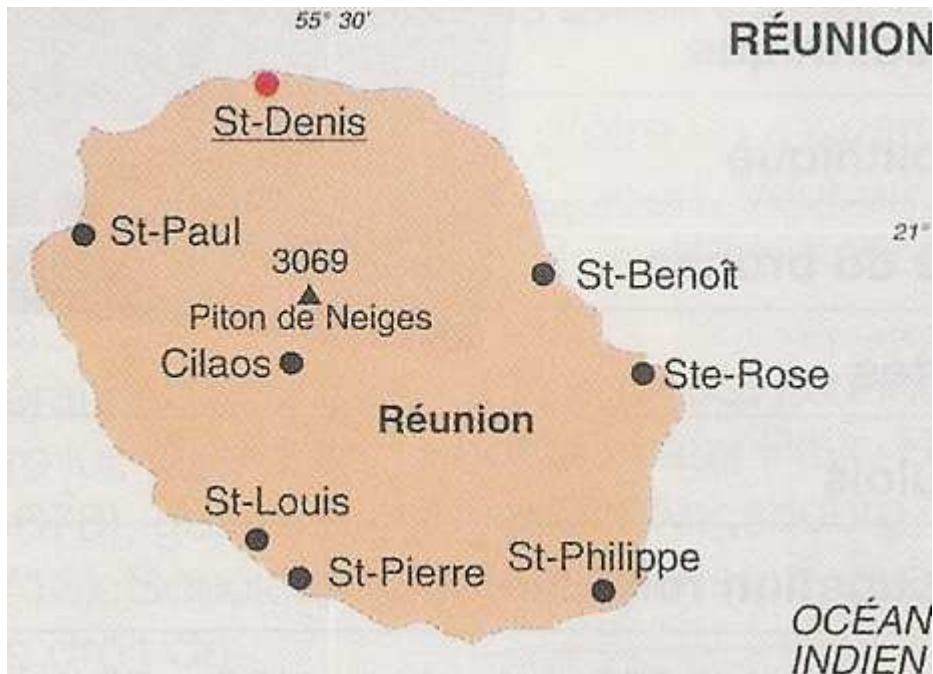 55° 30'
RÉUNION
St-Denis
St-Paul
21°
3069
St-Benoît
Piton de Neiges
Cilaos
Ste-Rose
Réunion
St-Louis
St-Philippe
St-Pierre
OCÉAN
INDIEN